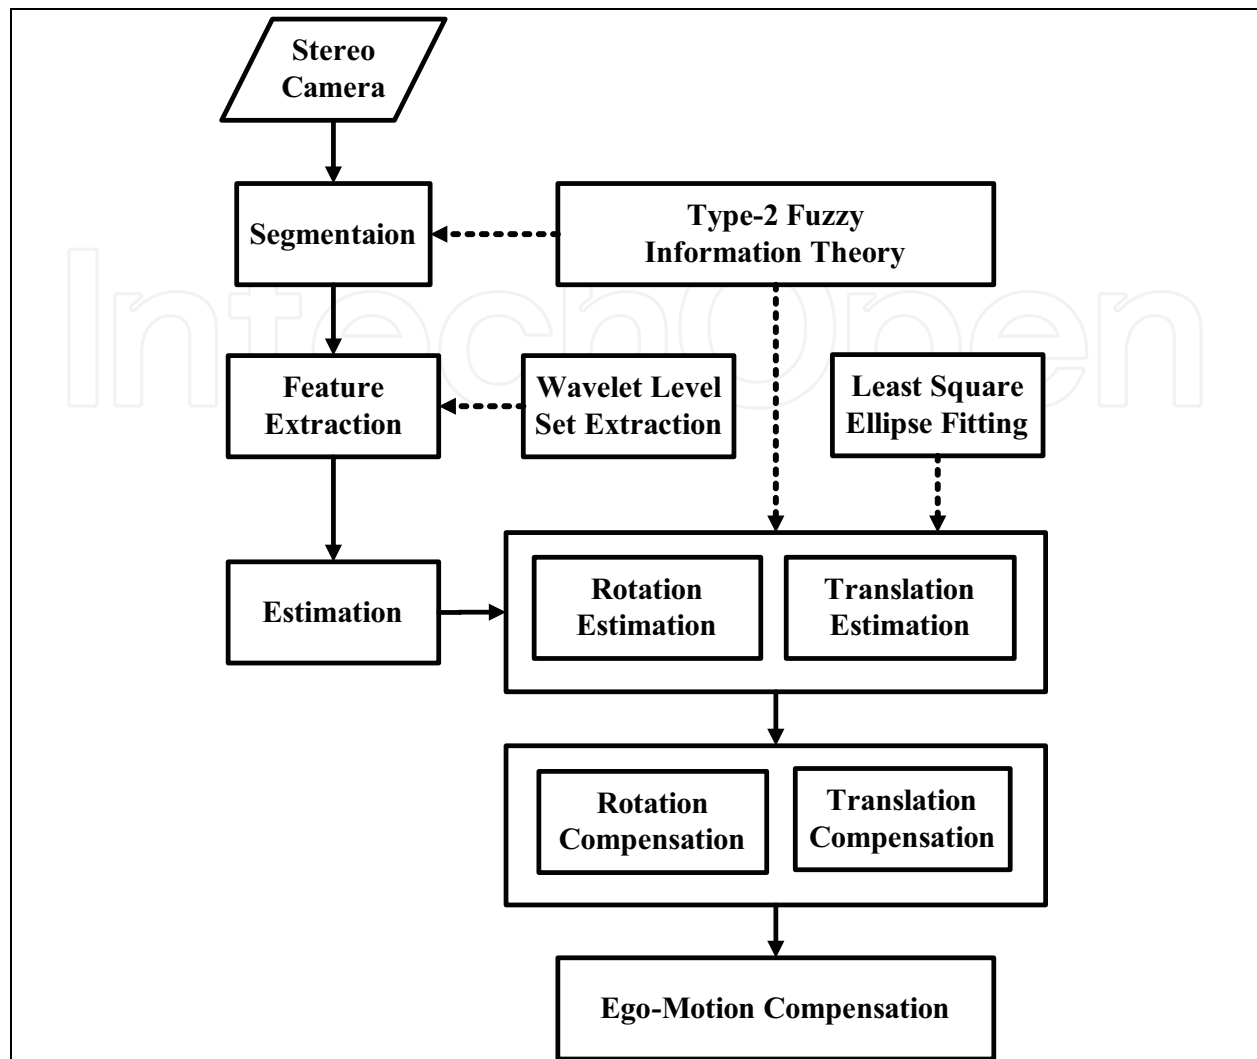 Stereo
Camera
Segmentaion
Type-2 Fuzzy
Information Theory
IntechOpen
Feature
Extraction
Wavelet Level
Set Extraction
Least Square
Ellipse Fitting
Estimation
Rotation
Estimation
Translation
Estimation
Rotation
Compensation
Translation
Compensation
Ego-Motion Compensation